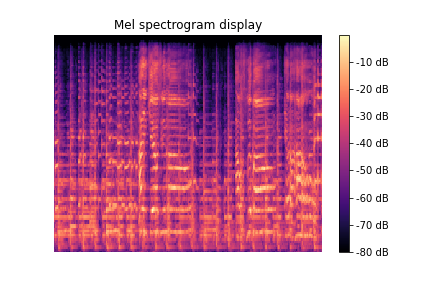 Mel spectrogram display
-10 dB
-20 dB
-30 dB
-40 dB
-50 dB
-60 dB
-70 dB
-80 dB